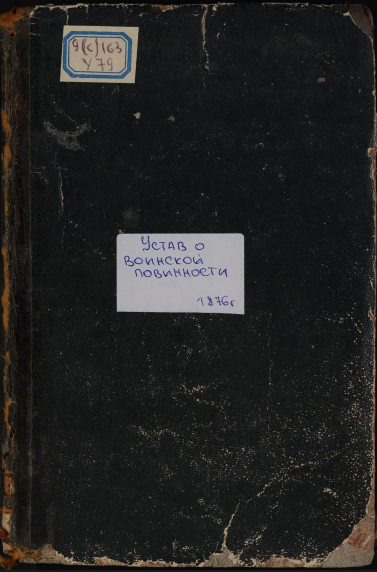 9(с)163
У79
Устав о
воинской
повинности
1876г